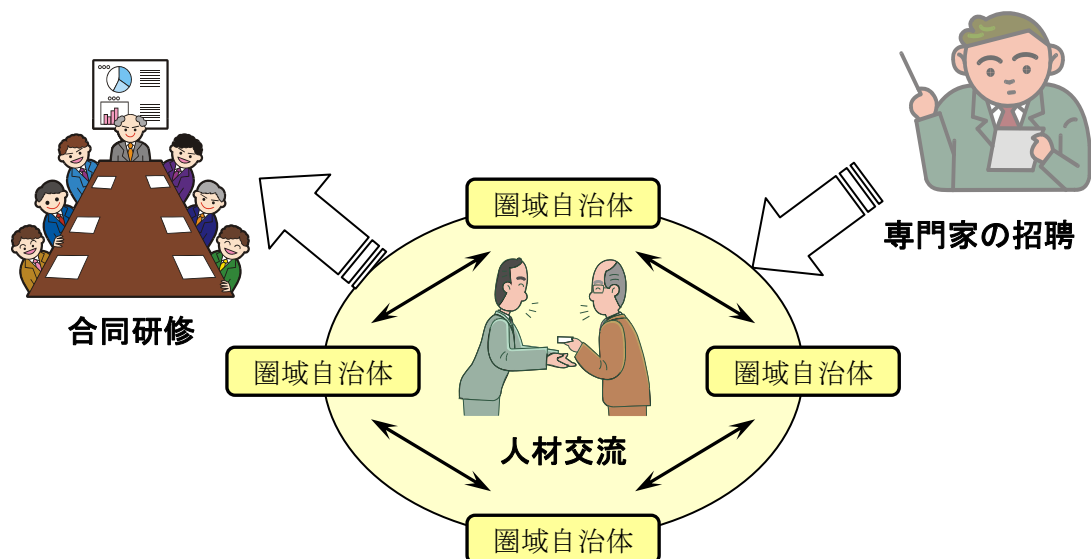 圏域自治体
専門家の招聘
合同研修
圏域自治体
圏域自治体
人材交流
圏域自治体